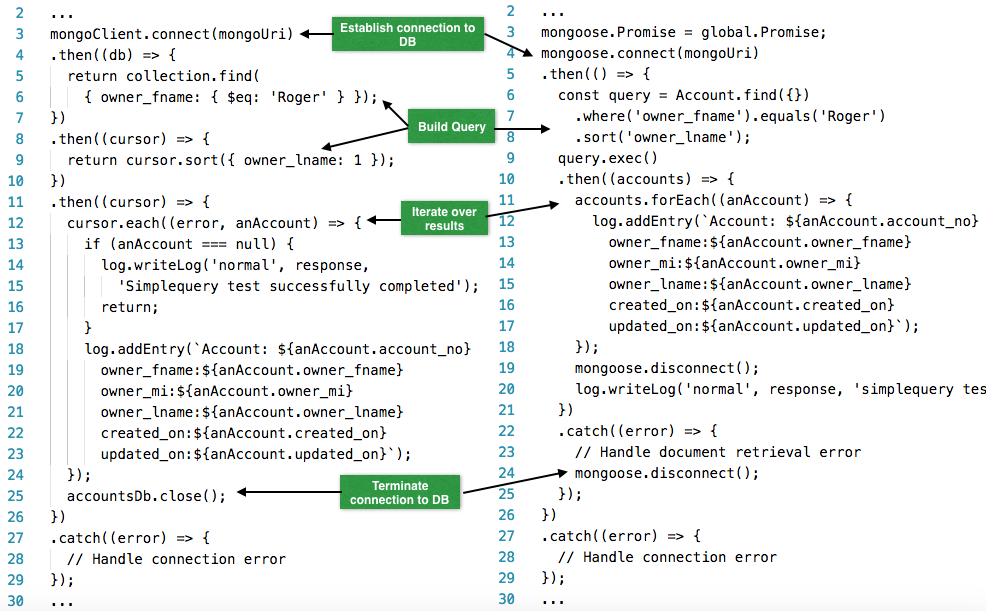 2 ...
3 mongoClient.connect(mongoUri)
4 .then((db) => {
5 return collection.find(
6 { owner_fname: { $eq: 'Roger' } });
7 })
8 .then((cursor) => {
9 return cursor.sort({ owner_lname: 1 });
10 })
11 .then((cursor) => {
12 cursor.each((error, anAccount) => {
13 if (anAccount === null) {
14 log.writeLog('normal', response,
15 'Simplequery test successfully completed');
16 return;
17 }
18 log.addEntry(`Account: ${anAccount.account_no}
19 owner_fname:${anAccount.owner_fname}
20 owner_mi:${anAccount.owner_mi}
21 owner_lname:${anAccount.owner_lname}
22 created_on:${anAccount.created_on}
23 updated_on:${anAccount.updated_on}`);
24 });
25 accountsDb.close();
26 })
27 .catch((error) => {
28 // Handle connection error
29 });
30 ...
Establish connection to
DB
Build Query
Iterate over
results
Terminate
connection to DB
2 ...
3 mongoose.Promise = global.Promise;
4 mongoose.connect(mongoUri)
5 .then(() => {
6 const query = Account.find({})
7 .where('owner_fname').equals('Roger')
8 .sort('owner_lname');
9 query.exec()
10 .then((accounts) => {
11 accounts.forEach((anAccount) => {
12 log.addEntry(`Account: ${anAccount.account_no}
13 owner_fname:${anAccount.owner_fname}
14 owner_mi:${anAccount.owner_mi}
15 owner_lname:${anAccount.owner_lname}
16 created_on:${anAccount.created_on}
17 updated_on:${anAccount.updated_on}`);
18 });
19 mongoose.disconnect();
20 log.writeLog('normal', response, 'simplequery tes
21 })
22 .catch((error) => {
23 // Handle document retrieval error
24 mongoose.disconnect();
25 });
26 })
27 .catch((error) => {
28 // Handle connection error
29 });
30 ...